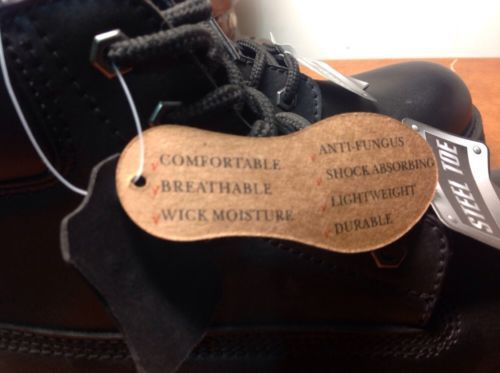 COMFORTABLE
BREATHABLE
WICK MOISTURE
ANTI-FUNGUS
SHOCK ABSORBING
LIGHTWEIGHT
DURABLE
STEEL TOE